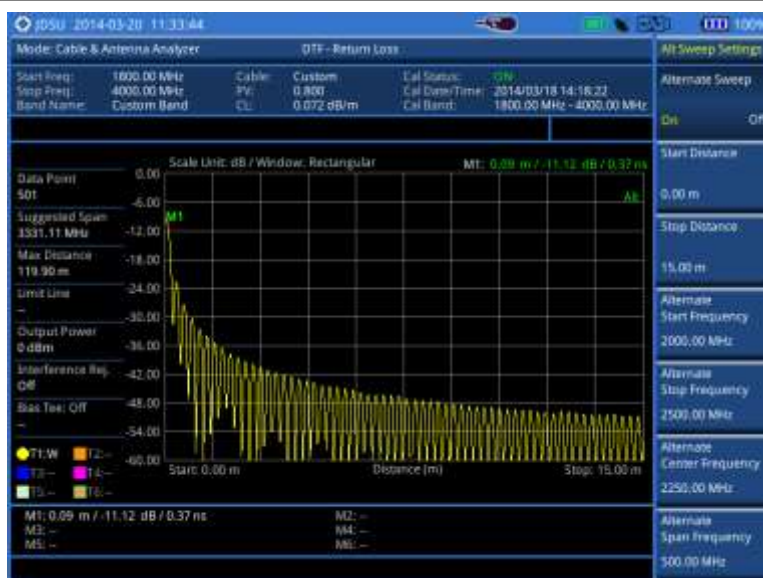 JDSU 2014-03-20 11:33:44 100%
Mode: Cable & Antenna Analyzer DTF - Return Loss
Start Freq: 1800.00 MHz Cable: Custom Cal Status: ON
Stop Freq: 4000.00 MHz PV: 0.800 Cal Date/Time: 2014/03/18 14:18:22
Band Name: Custom Band CL: 0.072 dB/m Cal Band: 1800.00 MHz - 4000.00 MHz
Scale Unit: dB / Window: Rectangular M1: 0.09 m / -11.12 dB / 0.37 ns
Alt
M1
Data Point
501
Suggested Span
3331.11 MHz
Max Distance
119.90 m
Limit Line
--
Output Power
0 dBm
Interference Rej.
Off
Bias Tee: Off
--
T1: W T2: --
T3: -- T4: --
T5: -- T6: --
0.00
-6.00
-12.00
-18.00
-24.00
-30.00
-36.00
-42.00
-48.00
-54.00
-60.00
Start: 0.00 m Distance (m) Stop: 15.00 m
M1: 0.09 m / -11.12 dB / 0.37 ns M2: --
M3: -- M4: --
M5: -- M6: --
Alt Sweep Settings
Alternate Sweep
On Of
Start Distance
0.00 m
Stop Distance
15.00 m
Alternate
Start Frequency
2000.00 MHz
Alternate
Stop Frequency
2500.00 MHz
Alternate
Center Frequency
2250.00 MHz
Alternate
Span Frequency
500.00 MHz